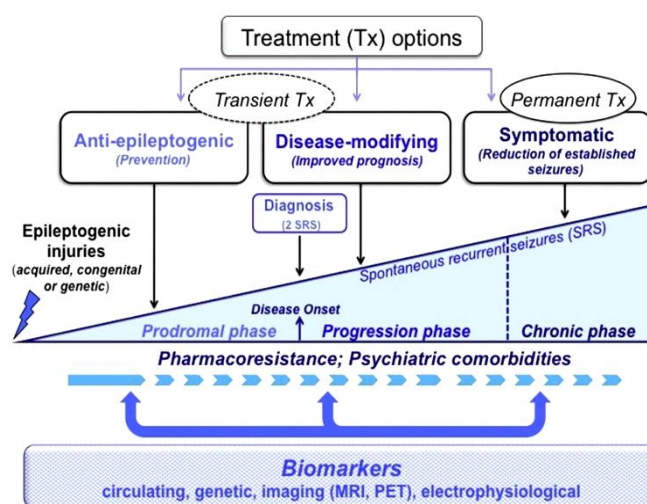 Treatment (Tx) options
Transient Tx
Permanent Tx
Anti-epileptogenic
(Prevention)
Disease-modifying
(Improved prognosis)
Symptomatic
(Reduction of established
seizures)
Diagnosis
(2 SRS)
Epileptogenic
injuries
(acquired, congenital
or genetic)
Spontaneous recurrent seizures (SRS)
Disease Onset
Prodromal phase
Progression phase
Chronic phase
Pharmacoresistance; Psychiatric comorbidities
Biomarkers
circulating, genetic, imaging (MRI, PET), electrophysiological